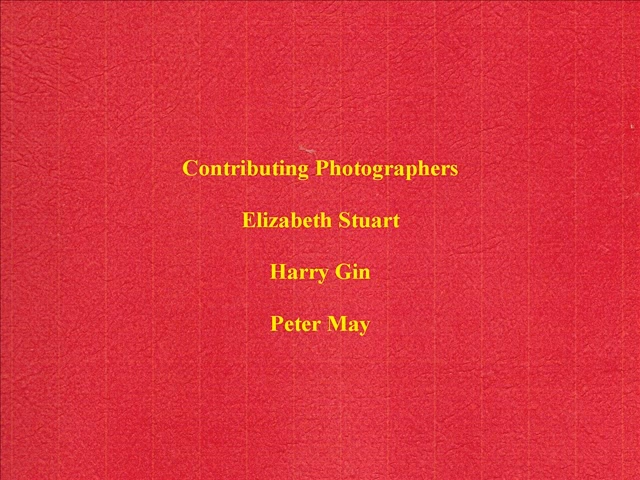 Contributing Photographers
Elizabeth Stuart
Harry Gin
Peter May